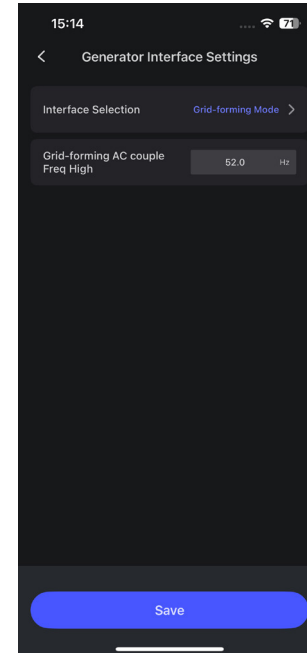 15:14
71
Generator Interface Settings
Interface Selection Grid-forming Mode
Grid-forming AC couple
Freq High 52.0 Hz
Save